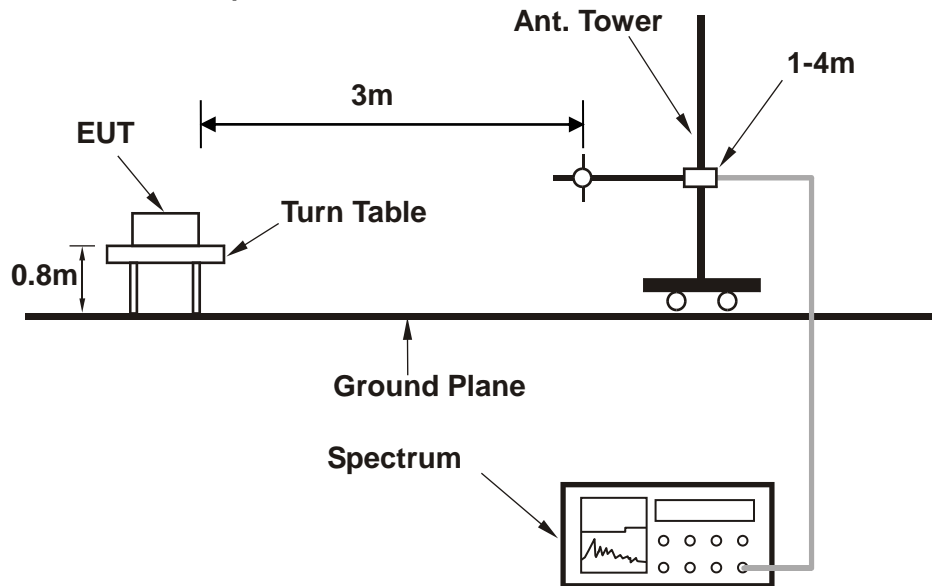 Ant. Tower
1-4m
3m
EUT
Turn Table
0.8m
Ground Plane
Spectrum